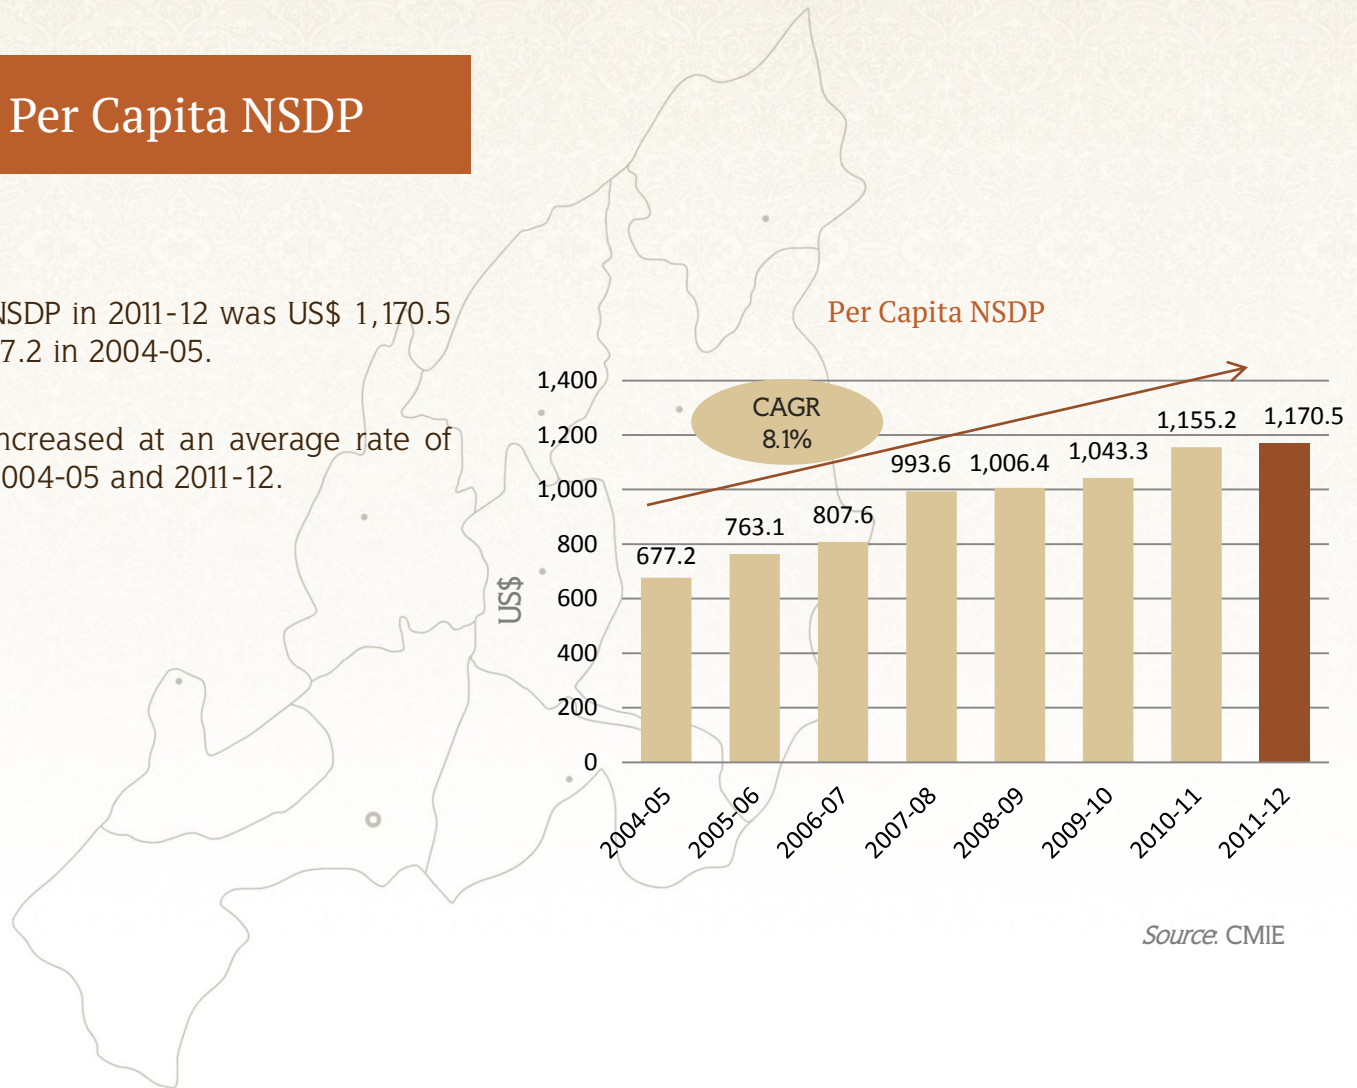 Per Capita NSDP
NSDP in 2011-12 was US$ 1,170.5
7.2 in 2004-05.
increased at an average rate of
004-05 and 2011-12.
Per Capita NSDP
US$
1,400
1,200
1,000
800
600
400
200
0
CAGR
8.1%
677.2
763.1
807.6
993.6
1,006.4
1,043.3
1,155.2
1,170.5
2004-05
2005-06
2006-07
2007-08
2008-09
2009-10
2010-11
2011-12
Source: CMIE